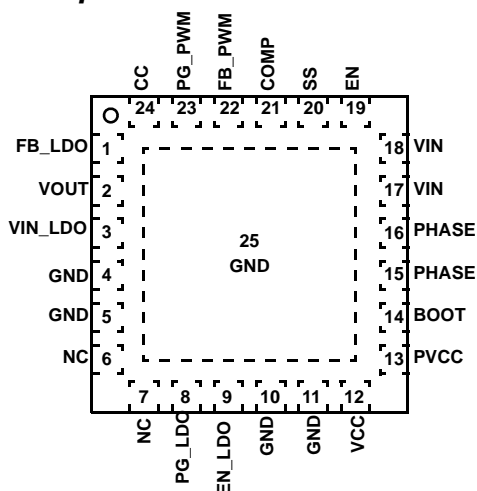 CC PG_PWM FB_PWM COMP SS EN
24 23 22 21 20 19
FB_LDO 1 18 VIN
VOUT 2 17 VIN
VIN_LDO 3 16 PHASE
25
GND
GND 4 15 PHASE
GND 5 14 BOOT
NC 6 13 PVCC
7 8 9 10 11 12
NC PG_LDO EN_LDO GND GND VCC